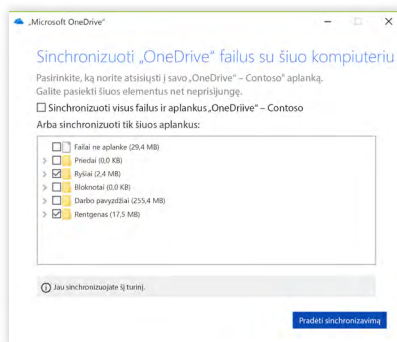 „Microsoft OneDrive“
Sinchronizuoti „OneDrive“ failus su šiuo kompiuteriu
Pasirinkite, ką norite atsisiųsti į savo „OneDrive“ – Contoso“ aplanką.
Galite pasiekti šiuos elementus net neprisijungę.
Sinchronizuoti visus failus ir aplankus „OneDriive“ – Contoso
Arba sinchronizuoti tik šiuos aplankus:
Failai ne aplanke (29,4 MB)
Priedai (0,0 KB)
Ryšiai (2,4 MB)
Bloknotai (0,0 KB)
Darbo pavyzdžiai (255,4 MB)
Rentgenas (17,5 MB)
Jau sinchronizuojate šį turinį.
Pradėti sinchronizavimą